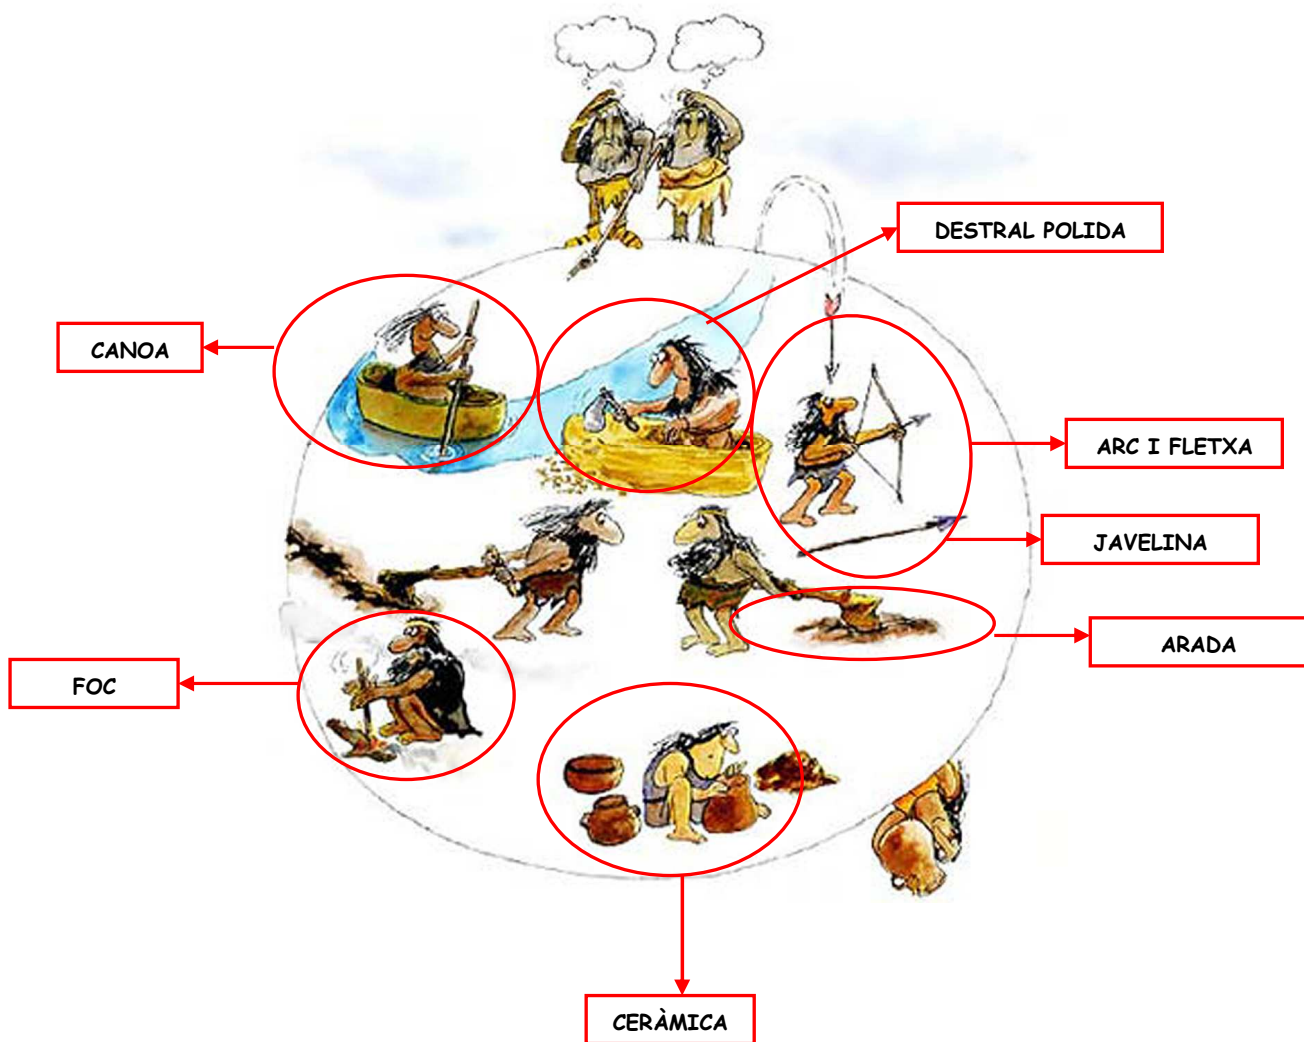 DESTRAL POLIDA
CANOA
ARC I FLETXA
JAVELINA
ARADA
FOC
CERÀMICA